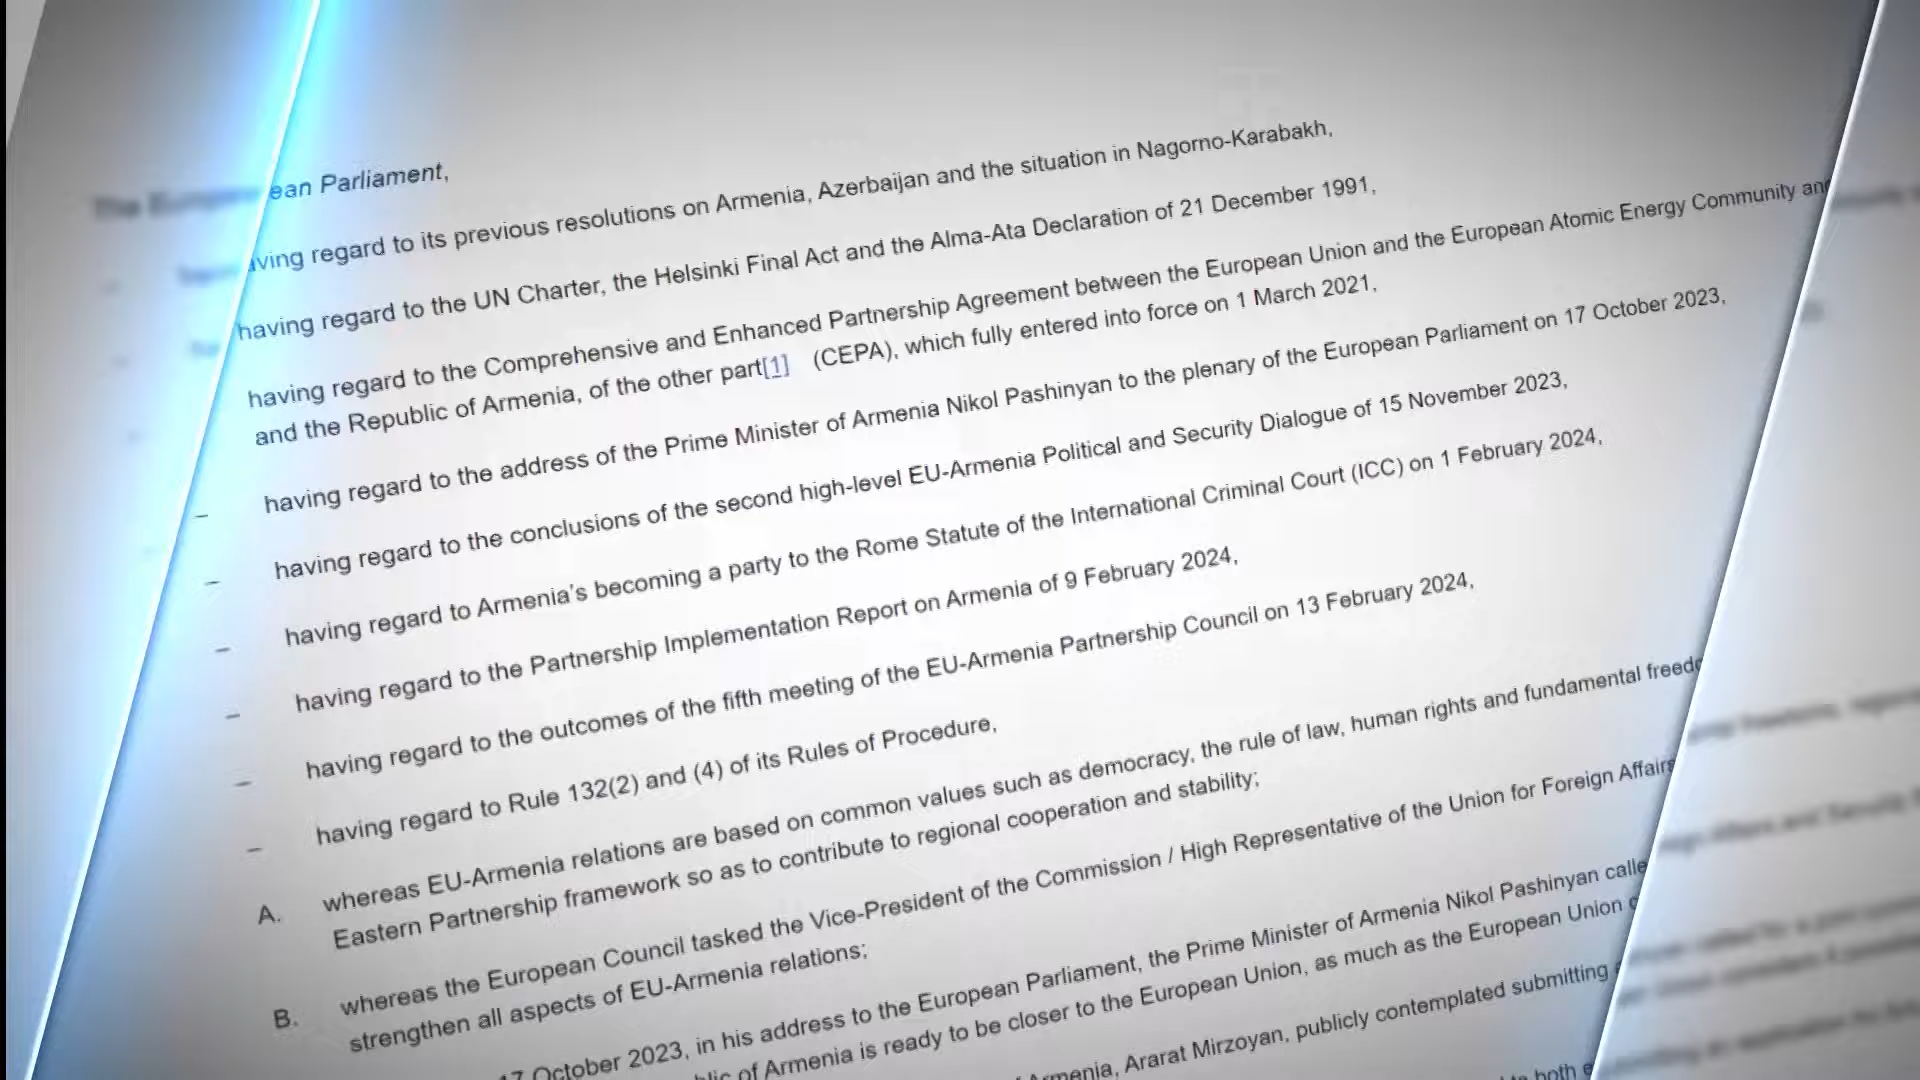 ean Parliament,
aving regard to its previous resolutions on Armenia, Azerbaijan and the situation in Nagorno-Karabakh,
having regard to the UN Charter, the Helsinki Final Act and the Alma-Ata Declaration of 21 December 1991,
having regard to the Comprehensive and Enhanced Partnership Agreement between the European Union and the European Atomic Energy Community and
and the Republic of Armenia, of the other part[1] (CEPA), which fully entered into force on 1 March 2021,
– having regard to the address of the Prime Minister of Armenia Nikol Pashinyan to the plenary of the European Parliament on 17 October 2023,
– having regard to the conclusions of the second high-level EU-Armenia Political and Security Dialogue of 15 November 2023,
– having regard to Armenia's becoming a party to the Rome Statute of the International Criminal Court (ICC) on 1 February 2024,
– having regard to the Partnership Implementation Report on Armenia of 9 February 2024,
– having regard to the outcomes of the fifth meeting of the EU-Armenia Partnership Council on 13 February 2024,
– having regard to Rule 132(2) and (4) of its Rules of Procedure,
A. whereas EU-Armenia relations are based on common values such as democracy, the rule of law, human rights and fundamental freedo
Eastern Partnership framework so as to contribute to regional cooperation and stability;
B. whereas the European Council tasked the Vice-President of the Commission / High Representative of the Union for Foreign Affairs
strengthen all aspects of EU-Armenia relations;
17 October 2023, in his address to the European Parliament, the Prime Minister of Armenia Nikol Pashinyan calle
blic of Armenia is ready to be closer to the European Union, as much as the European Union
Armenia, Ararat Mirzoyan, publicly contemplated submitting
both